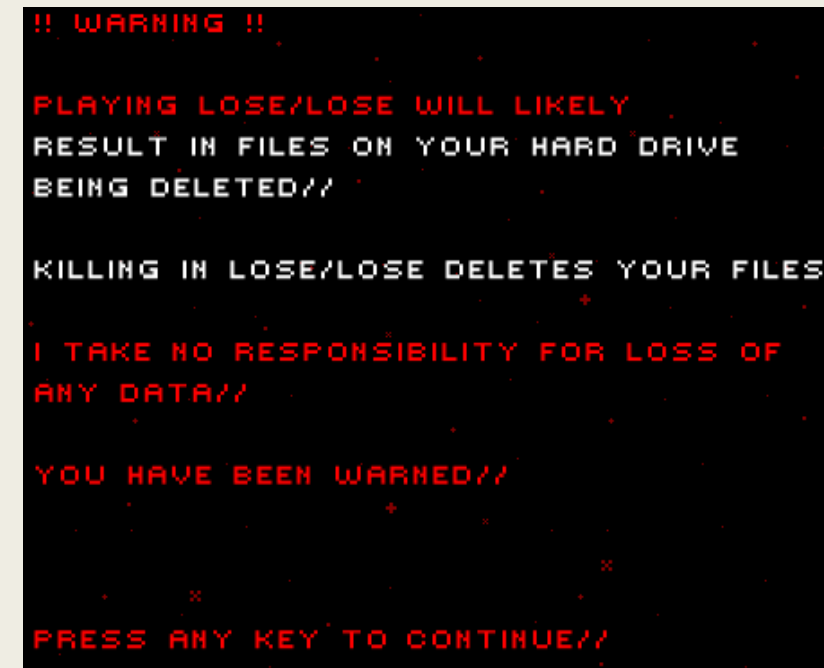 !! WARNING !!
PLAYING LOSE/LOSE WILL LIKELY
RESULT IN FILES ON YOUR HARD DRIVE
BEING DELETED//
KILLING IN LOSE/LOSE DELETES YOUR FILES
I TAKE NO RESPONSIBILITY FOR LOSS OF
ANY DATA//
YOU HAVE BEEN WARNED//
PRESS ANY KEY TO CONTINUE//